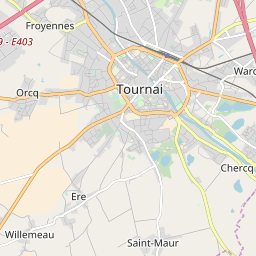 Froyennes
9 - E403
Tournai
Orcq
Ward
Chercq
Ere
Willemeau
Saint-Maur